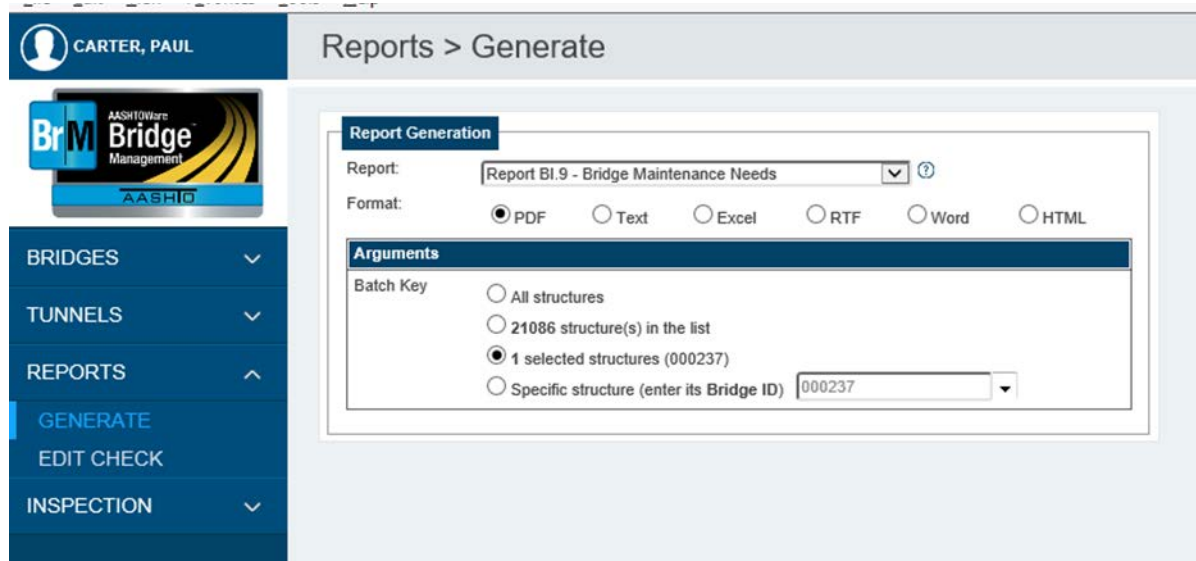 CARTER, PAUL
Reports > Generate
BrM
AASHTOWare
Bridge
Management
AASHTO
Report Generation
Report: Report BI.9 - Bridge Maintenance Needs
Format: PDF Text Excel RTF Word HTML
BRIDGES
Arguments
Batch Key All structures
TUNNELS
21086 structure(s) in the list
1 selected structures (000237)
REPORTS
Specific structure (enter its Bridge ID) 000237
GENERATE
EDIT CHECK
INSPECTION